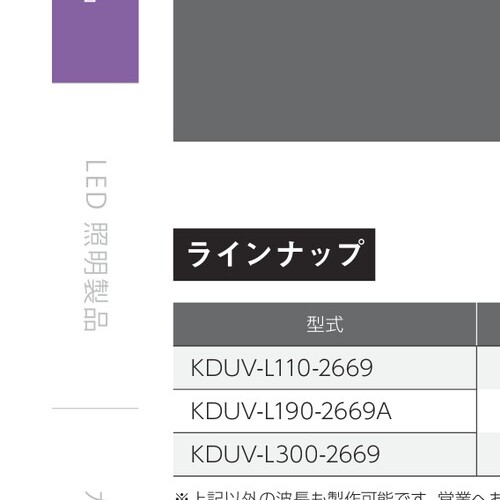 LED 照明製品
ラインナップ
型式
KDUV-L110-2669
KDUV-L190-2669A
KDUV-L300-2669
※上記以外の波長も製作可能です。営業へ